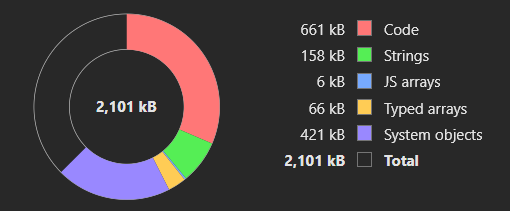 2,101 kB
661 kB Code
158 kB Strings
6 kB JS arrays
66 kB Typed arrays
421 kB System objects
2,101 kB Total